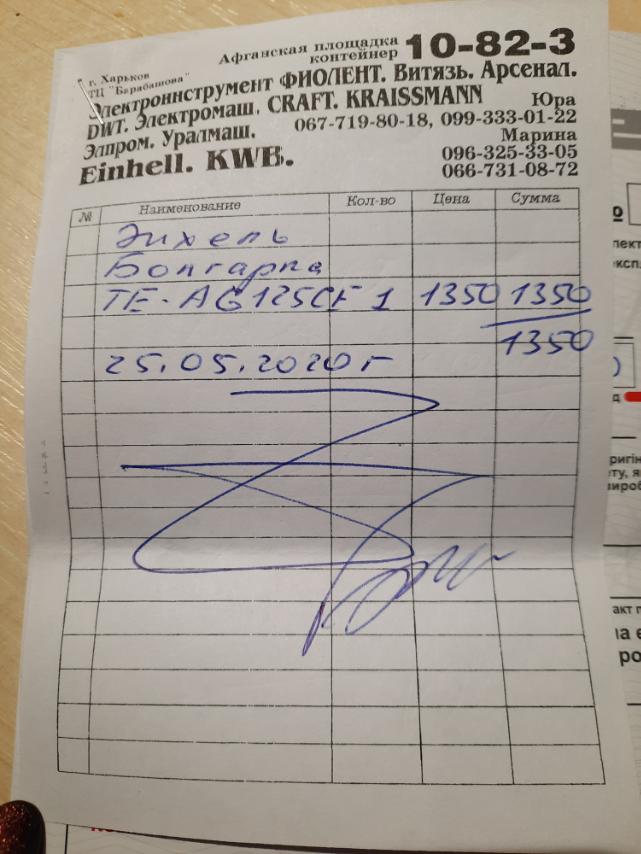 Афганская площадка
контейнер 10-82-3
г. Харьков
ТЦ "Барабашова"
Электроинструмент ФИОЛЕНТ. Витязь. Арсенал.
DWT. Электромаш. CRAFT. KRAISSMANN
Элпром. Уралмаш.
Юра
067-719-80-18, 099-333-01-22
Einhell. KWB.
Марина
096-325-33-05
066-731-08-72
№ Наименование Кол-во Цена Сумма
Энхель
Болгарка
TE-AG125CE 1 1350 1350
1350
25.05.2020 г